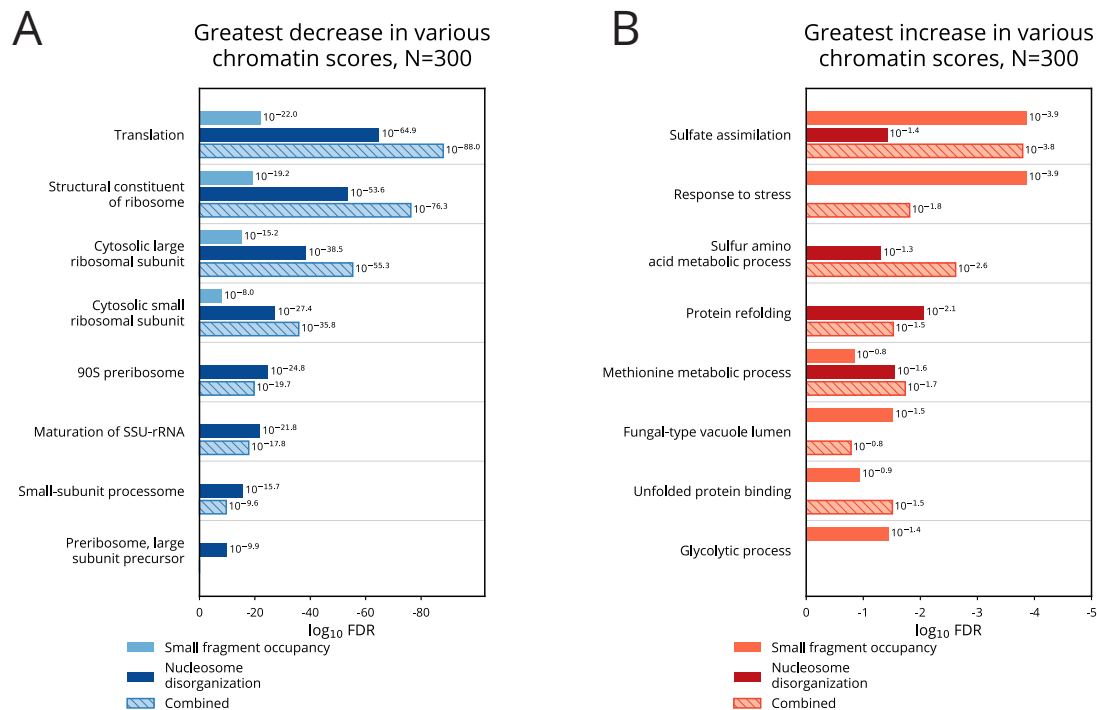 A
Greatest decrease in various
chromatin scores, N=300
Translation
10^−22.0
10^−64.9
10^−88.0
Structural constituent
of ribosome
10^−19.2
10^−53.6
10^−76.3
Cytosolic large
ribosomal subunit
10^−15.2
10^−38.5
10^−55.3
Cytosolic small
ribosomal subunit
10^−8.0
10^−27.4
10^−35.8
90S preribosome
10^−24.8
10^−19.7
Maturation of SSU-rRNA
10^−21.8
10^−17.8
Small-subunit processome
10^−15.7
10^−9.6
Preribosome, large
subunit precursor
10^−9.9
0 -20 -40 -60 -80
log₁₀ FDR
Small fragment occupancy
Nucleosome
disorganization
Combined
B
Greatest increase in various
chromatin scores, N=300
Sulfate assimilation
10^−3.9
10^−1.4
10^−3.8
Response to stress
10^−3.9
10^−1.8
Sulfur amino
acid metabolic process
10^−1.3
10^−2.6
Protein refolding
10^−2.1
10^−1.5
Methionine metabolic process
10^−0.8
10^−1.6
10^−1.7
Fungal-type vacuole lumen
10^−1.5
10^−0.8
Unfolded protein binding
10^−0.9
10^−1.5
Glycolytic process
10^−1.4
0 -1 -2 -3 -4 -5
log₁₀ FDR
Small fragment occupancy
Nucleosome
disorganization
Combined